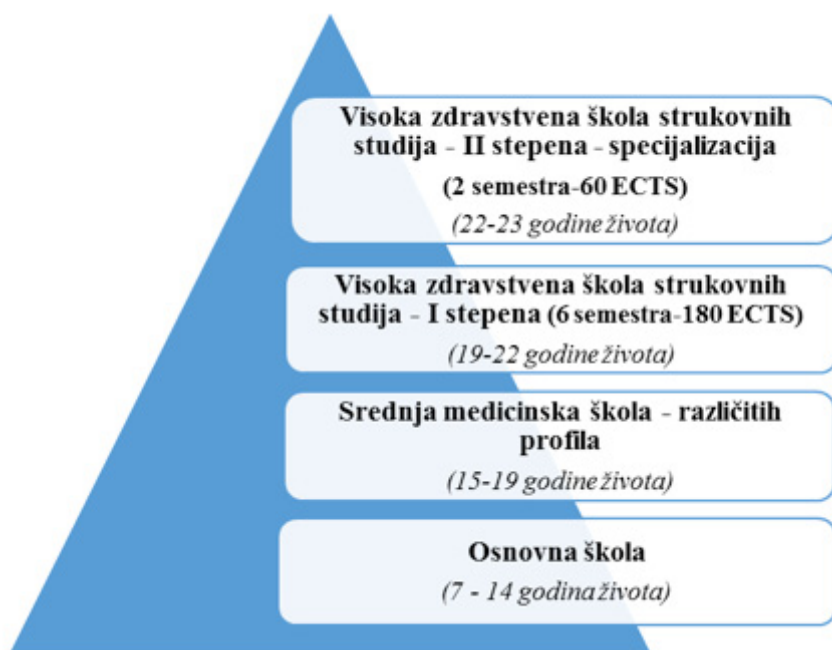 Visoka zdravstvena škola strukovnih
studija - II stepena - specijalizacija
(2 semestra-60 ECTS)
(22-23 godine života)
Visoka zdravstvena škola strukovnih
studija - I stepena (6 semestra-180 ECTS)
(19-22 godine života)
Srednja medicinska škola - različitih
profila
(15-19 godine života)
Osnovna škola
(7 - 14 godina života)